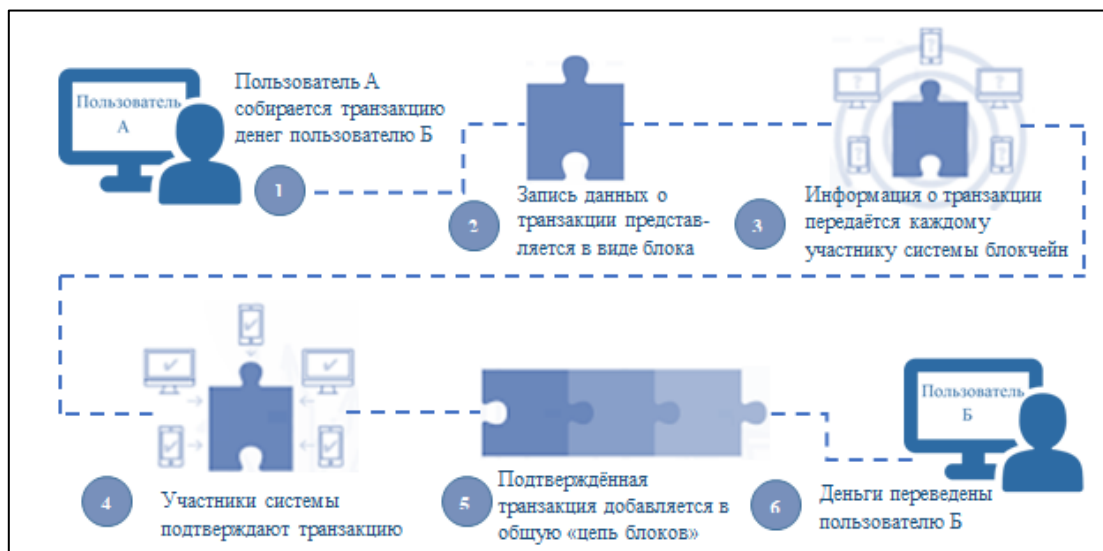 Пользователь
А
Пользователь А
собирается транзакцию
денег пользователю Б
1
2
Запись данных о
транзакции представ-
ляется в виде блока
? ? ? ? ?
3
Информация о транзакции
передаётся каждому
участнику системы блокчейн
4
Участники системы
подтверждают транзакцию
5
Подтверждённая
транзакция добавляется в
общую «цепь блоков»
6
Деньги переведены
пользователю Б
Пользователь
Б